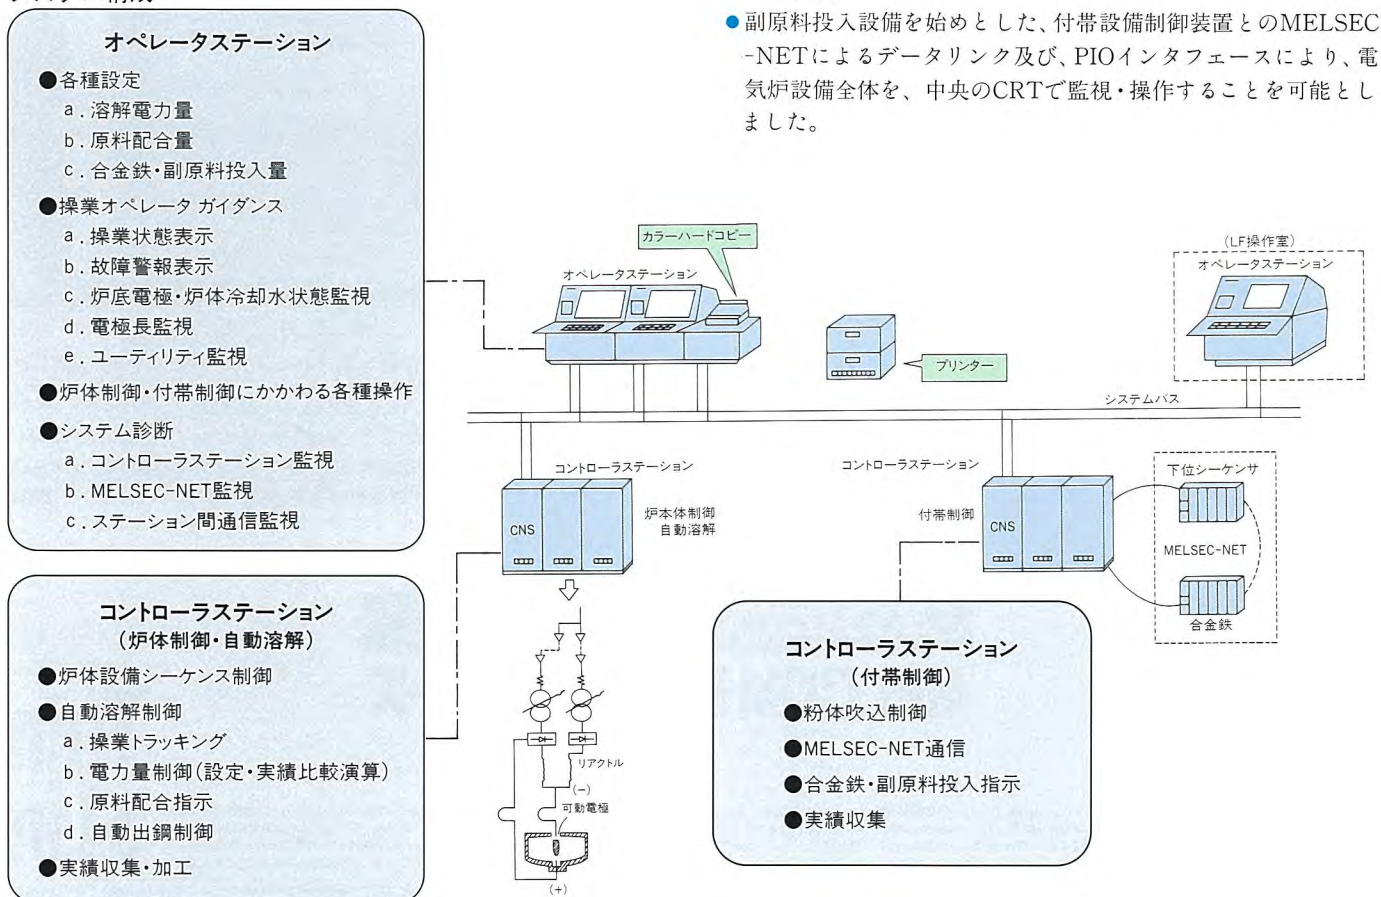 オペレータステーション
●各種設定
a．溶解電力量
b．原料配合量
c．合金鉄・副原料投入量
●操業オペレータ ガイダンス
a．操業状態表示
b．故障警報表示
c．炉底電極・炉体冷却水状態監視
d．電極長監視
e．ユーティリティ監視
●炉体制御・付帯制御にかかわる各種操作
●システム診断
a．コントローラステーション監視
b．MELSEC-NET監視
c．ステーション間通信監視
●副原料投入設備を始めとした、付帯設備制御装置とのMELSEC
-NETによるデータリンク及び、PIOインタフェースにより、電
気炉設備全体を、中央のCRTで監視・操作することを可能とし
ました。
カラーハードコピー
オペレータステーション
プリンター
(LF操作室)
オペレータステーション
システムバス
コントローラステーション
CNS
炉本体制御
自動溶解
コントローラステーション
付帯制御
CNS
下位シーケンサ
MELSEC-NET
合金鉄
リアクトル
(−)
可動電極
(+)
コントローラステーション
(炉体制御・自動溶解)
●炉体設備シーケンス制御
●自動溶解制御
a．操業トラッキング
b．電力量制御(設定・実績比較演算)
c．原料配合指示
d．自動出鋼制御
●実績収集・加工
コントローラステーション
(付帯制御)
●粉体吹込制御
●MELSEC-NET通信
●合金鉄・副原料投入指示
●実績収集